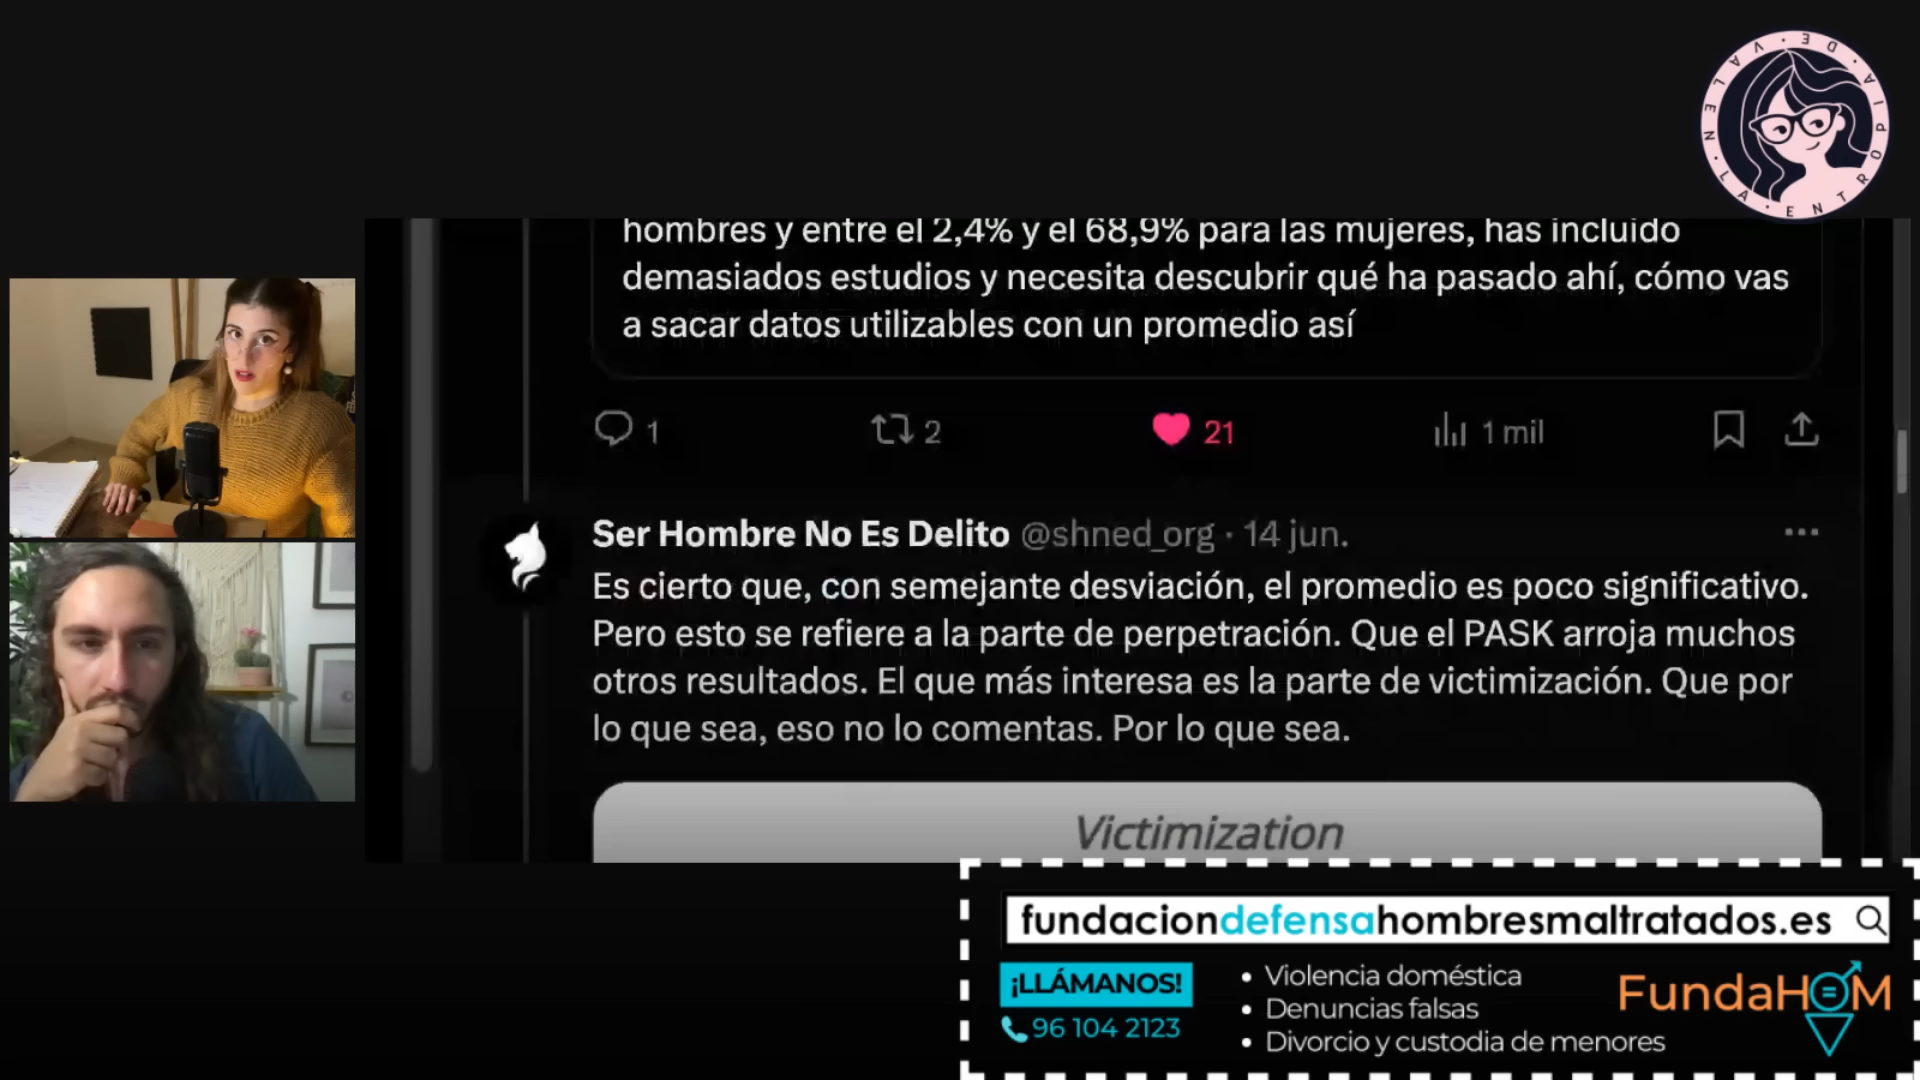 LA · ENTROPIA · DE · VALEN ·
hombres y entre el 2,4% y el 68,9% para las mujeres, has incluido
demasiados estudios y necesita descubrir qué ha pasado ahí, cómo vas
a sacar datos utilizables con un promedio así
1 2 21 1 mil
Ser Hombre No Es Delito @shned_org · 14 jun.
Es cierto que, con semejante desviación, el promedio es poco significativo.
Pero esto se refiere a la parte de perpetración. Que el PASK arroja muchos
otros resultados. El que más interesa es la parte de victimización. Que por
lo que sea, eso no lo comentas. Por lo que sea.
Victimization
fundaciondefensahombresmaltratados.es
¡LLÁMANOS!
96 104 2123
• Violencia doméstica
• Denuncias falsas
• Divorcio y custodia de menores
FundaHOM